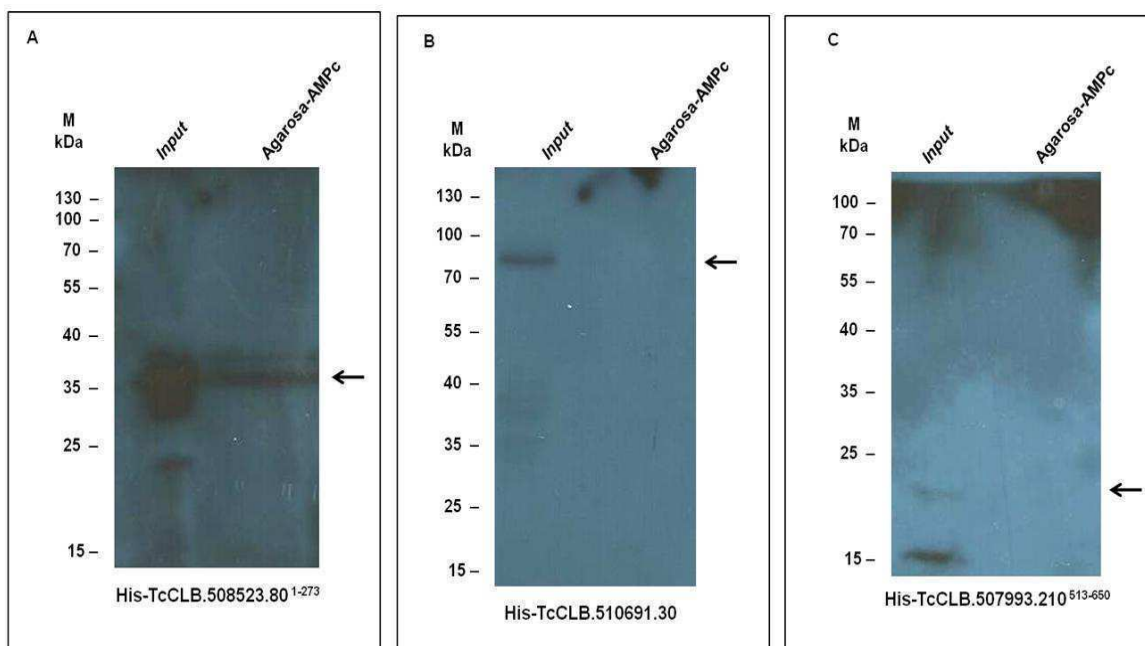 A
M
kDa
Input
Agarosa-AMPc
130 –
100 –
70 –
55 –
40 –
35 –
25 –
15 –
His-TcCLB.508523.80 1-273
B
M
kDa
Input
Agarosa-AMPc
130 –
100 –
70 –
55 –
40 –
35 –
25 –
15 –
His-TcCLB.510691.30
C
M
kDa
Input
Agarosa-AMPc
100 –
70 –
55 –
40 –
35 –
25 –
15 –
His-TcCLB.507993.210 513-650